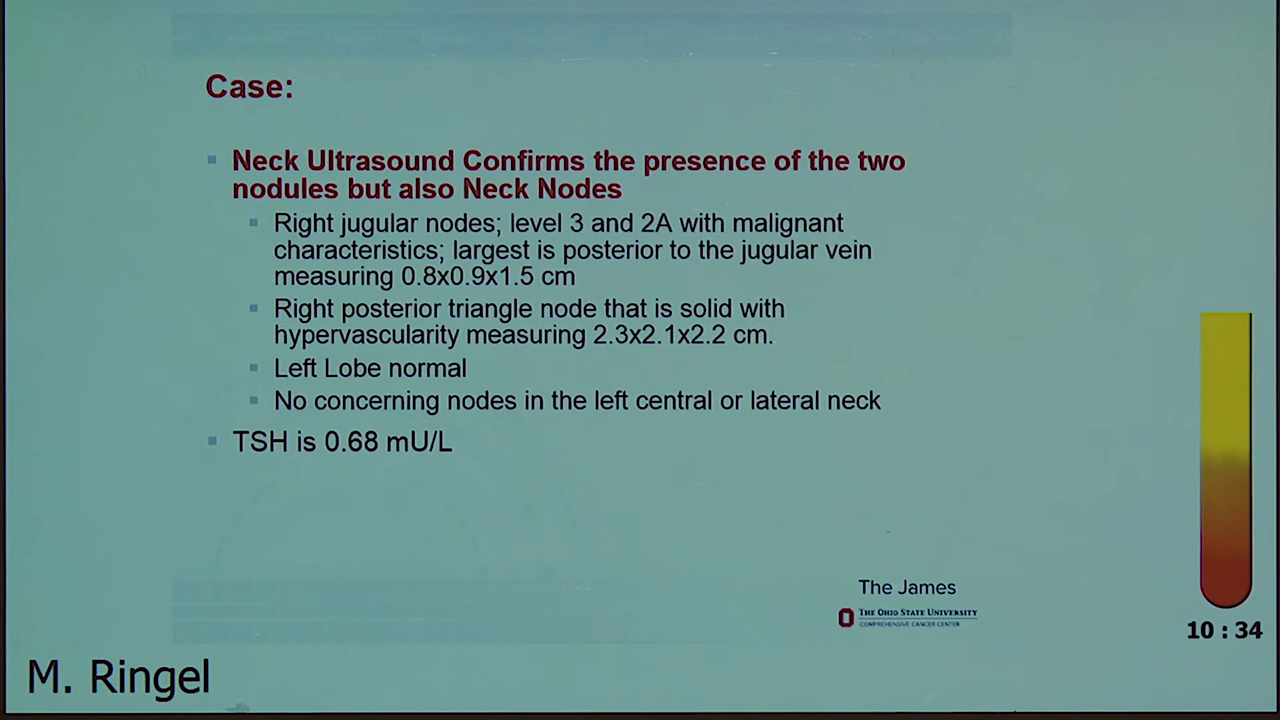 Case:
Neck Ultrasound Confirms the presence of the two
nodules but also Neck Nodes
Right jugular nodes; level 3 and 2A with malignant
characteristics; largest is posterior to the jugular vein
measuring 0.8x0.9x1.5 cm
Right posterior triangle node that is solid with
hypervascularity measuring 2.3x2.1x2.2 cm.
Left Lobe normal
No concerning nodes in the left central or lateral neck
TSH is 0.68 mU/L
The James
THE OHIO STATE UNIVERSITY
COMPREHENSIVE CANCER CENTER
10 : 34
M. Ringel